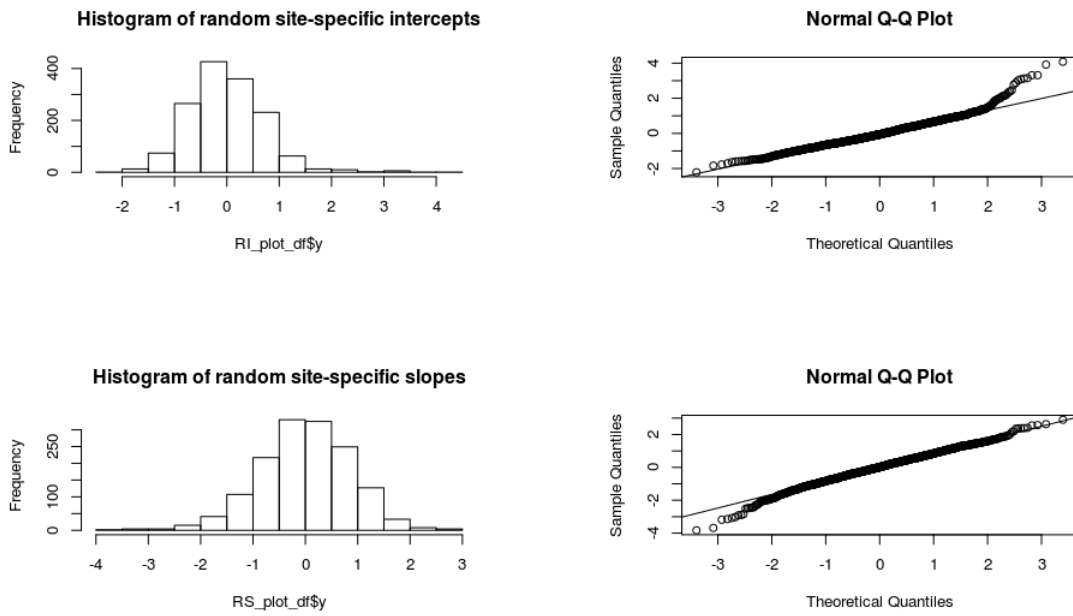 Histogram of random site-specific intercepts
Frequency
0
200
400
-2 -1 0 1 2 3 4
RI_plot_df$y
Normal Q-Q Plot
Sample Quantiles
-2
0
2
4
-3 -2 -1 0 1 2 3
Theoretical Quantiles
Histogram of random site-specific slopes
Frequency
0
100
250
-4 -3 -2 -1 0 1 2 3
RS_plot_df$y
Normal Q-Q Plot
Sample Quantiles
-4
-2
0
2
-3 -2 -1 0 1 2 3
Theoretical Quantiles